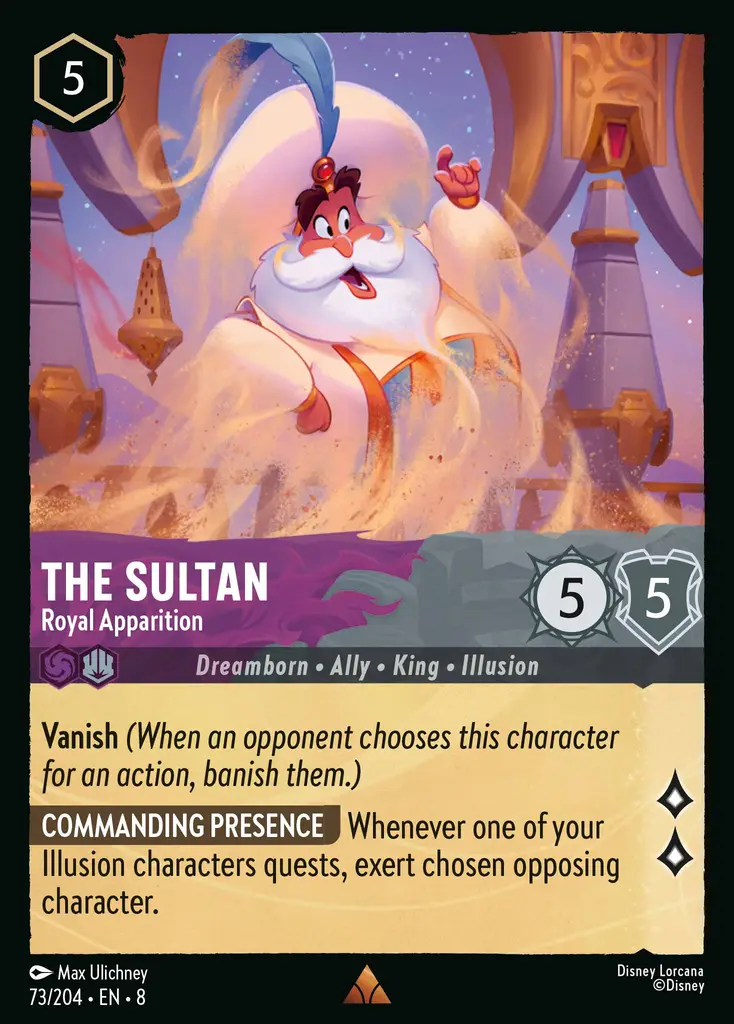 5
THE SULTAN
Royal Apparition
5
5
Dreamborn • Ally • King • Illusion
Vanish (When an opponent chooses this character
for an action, banish them.)
COMMANDING PRESENCE Whenever one of your
Illusion characters quests, exert chosen opposing
character.
Max Ulichney
73/204 • EN • 8
Disney Lorcana
©Disney